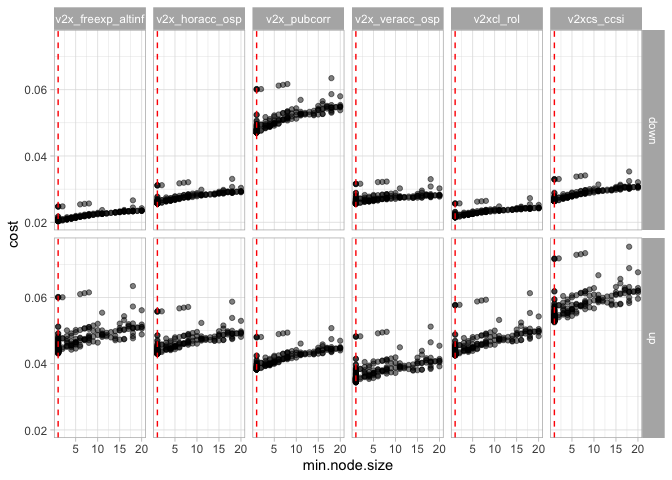 v2x_freexp_altinf v2x_horacc_osp v2x_pubcorr v2x_veracc_osp v2xcl_rol v2xcs_ccsi
0.06
0.04
0.02
down
cost
0.06
0.04
0.02
up
5 10 15 20 5 10 15 20 5 10 15 20 5 10 15 20 5 10 15 20 5 10 15 20
min.node.size